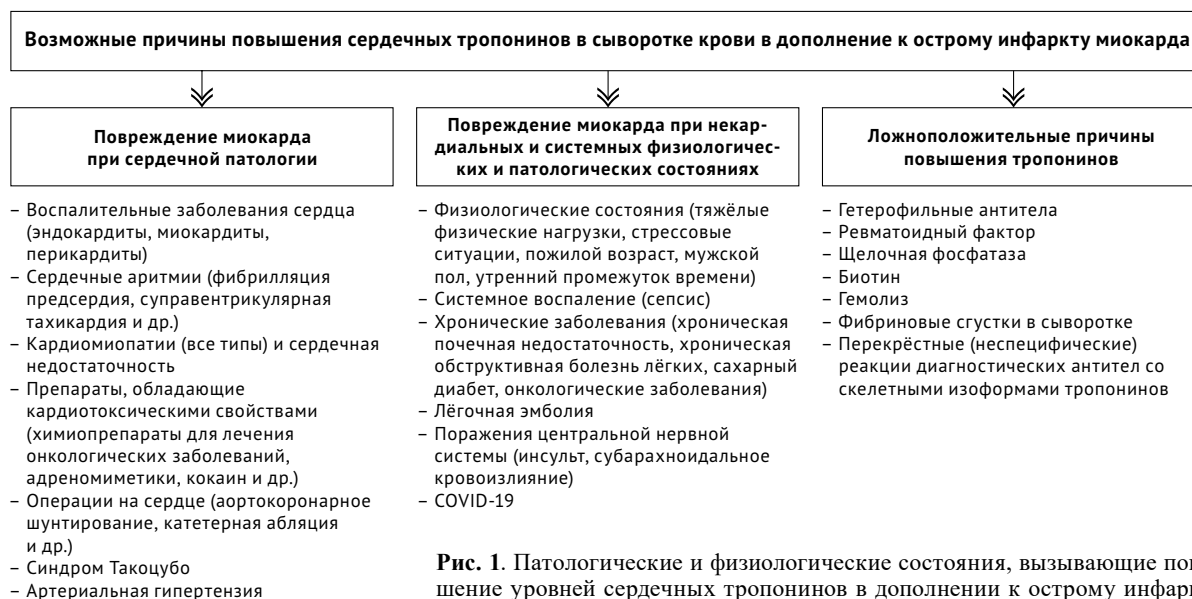 Возможные причины повышения сердечных тропонинов в сыворотке крови в дополнение к острому инфаркту миокарда
Повреждение миокарда
при сердечной патологии
– Воспалительные заболевания сердца
(эндокардиты, миокардиты,
перикардиты)
– Сердечные аритмии (фибрилляция
предсердия, суправентрикулярная
тахикардия и др.)
– Кардиомиопатии (все типы) и сердечная
недостаточность
– Препараты, обладающие
кардиотоксическими свойствами
(химиопрепараты для лечения
онкологических заболеваний,
адреномиметики, кокаин и др.)
– Операции на сердце (аортокоронарное
шунтирование, катетерная абляция
и др.)
– Синдром Такоцубо
– Артериальная гипертензия
Повреждение миокарда при некар-
диальных и системных физиологичес-
ких и патологических состояниях
– Физиологические состояния (тяжёлые
физические нагрузки, стрессовые
ситуации, пожилой возраст, мужской
пол, утренний промежуток времени)
– Системное воспаление (сепсис)
– Хронические заболевания (хроническая
почечная недостаточность, хроническая
обструктивная болезнь лёгких, сахарный
диабет, онкологические заболевания)
– Лёгочная эмболия
– Поражения центральной нервной
системы (инсульт, субарахноидальное
кровоизлияние)
– COVID-19
Ложноположительные причины
повышения тропонинов
– Гетерофильные антитела
– Ревматоидный фактор
– Щелочная фосфатаза
– Биотин
– Гемолиз
– Фибриновые сгустки в сыворотке
– Перекрёстные (неспецифические)
реакции диагностических антител со
скелетными изоформами тропонинов
Рис. 1. Патологические и физиологические состояния, вызывающие
шение уровней сердечных тропонинов в дополнении к острому